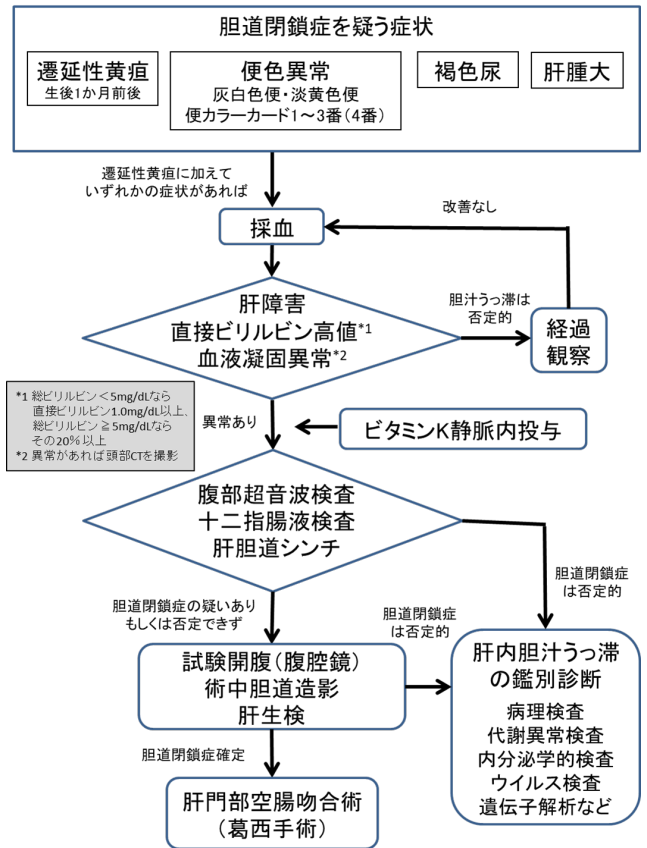 胆道閉鎖症を疑う症状
遷延性黄疸
生後1か月前後
便色異常
灰白色便・淡黄色便
便カラーカード1～3番(4番)
褐色尿
肝腫大
遷延性黄疸に加えて
いずれかの症状があれば
改善なし
採血
肝障害
直接ビリルビン高値*1
血液凝固異常*2
胆汁うっ滞は
否定的
経過
観察
*1 総ビリルビン＜5mg/dLなら
直接ビリルビン1.0mg/dL以上、
総ビリルビン≧5mg/dLなら
その20％以上
*2 異常があれば頭部CTを撮影
異常あり
ビタミンK静脈内投与
腹部超音波検査
十二指腸液検査
肝胆道シンチ
胆道閉鎖症
は否定的
胆道閉鎖症の疑いあり
もしくは否定できず
胆道閉鎖症
は否定的
試験開腹(腹腔鏡)
術中胆道造影
肝生検
肝内胆汁うっ滞
の鑑別診断
病理検査
代謝異常検査
内分泌学的検査
ウイルス検査
遺伝子解析など
胆道閉鎖症確定
肝門部空腸吻合術
(葛西手術)